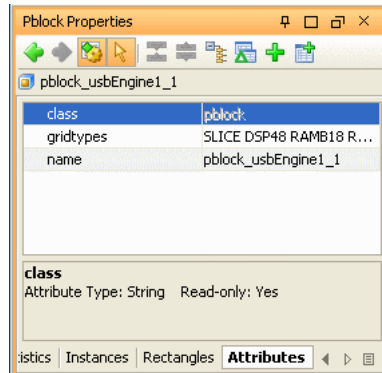 Pblock Properties
pblock_usbEngine1_1
class pblock
gridtypes SLICE DSP48 RAMB18 R...
name pblock_usbEngine1_1
class
Attribute Type: String Read-only: Yes
istics Instances Rectangles Attributes